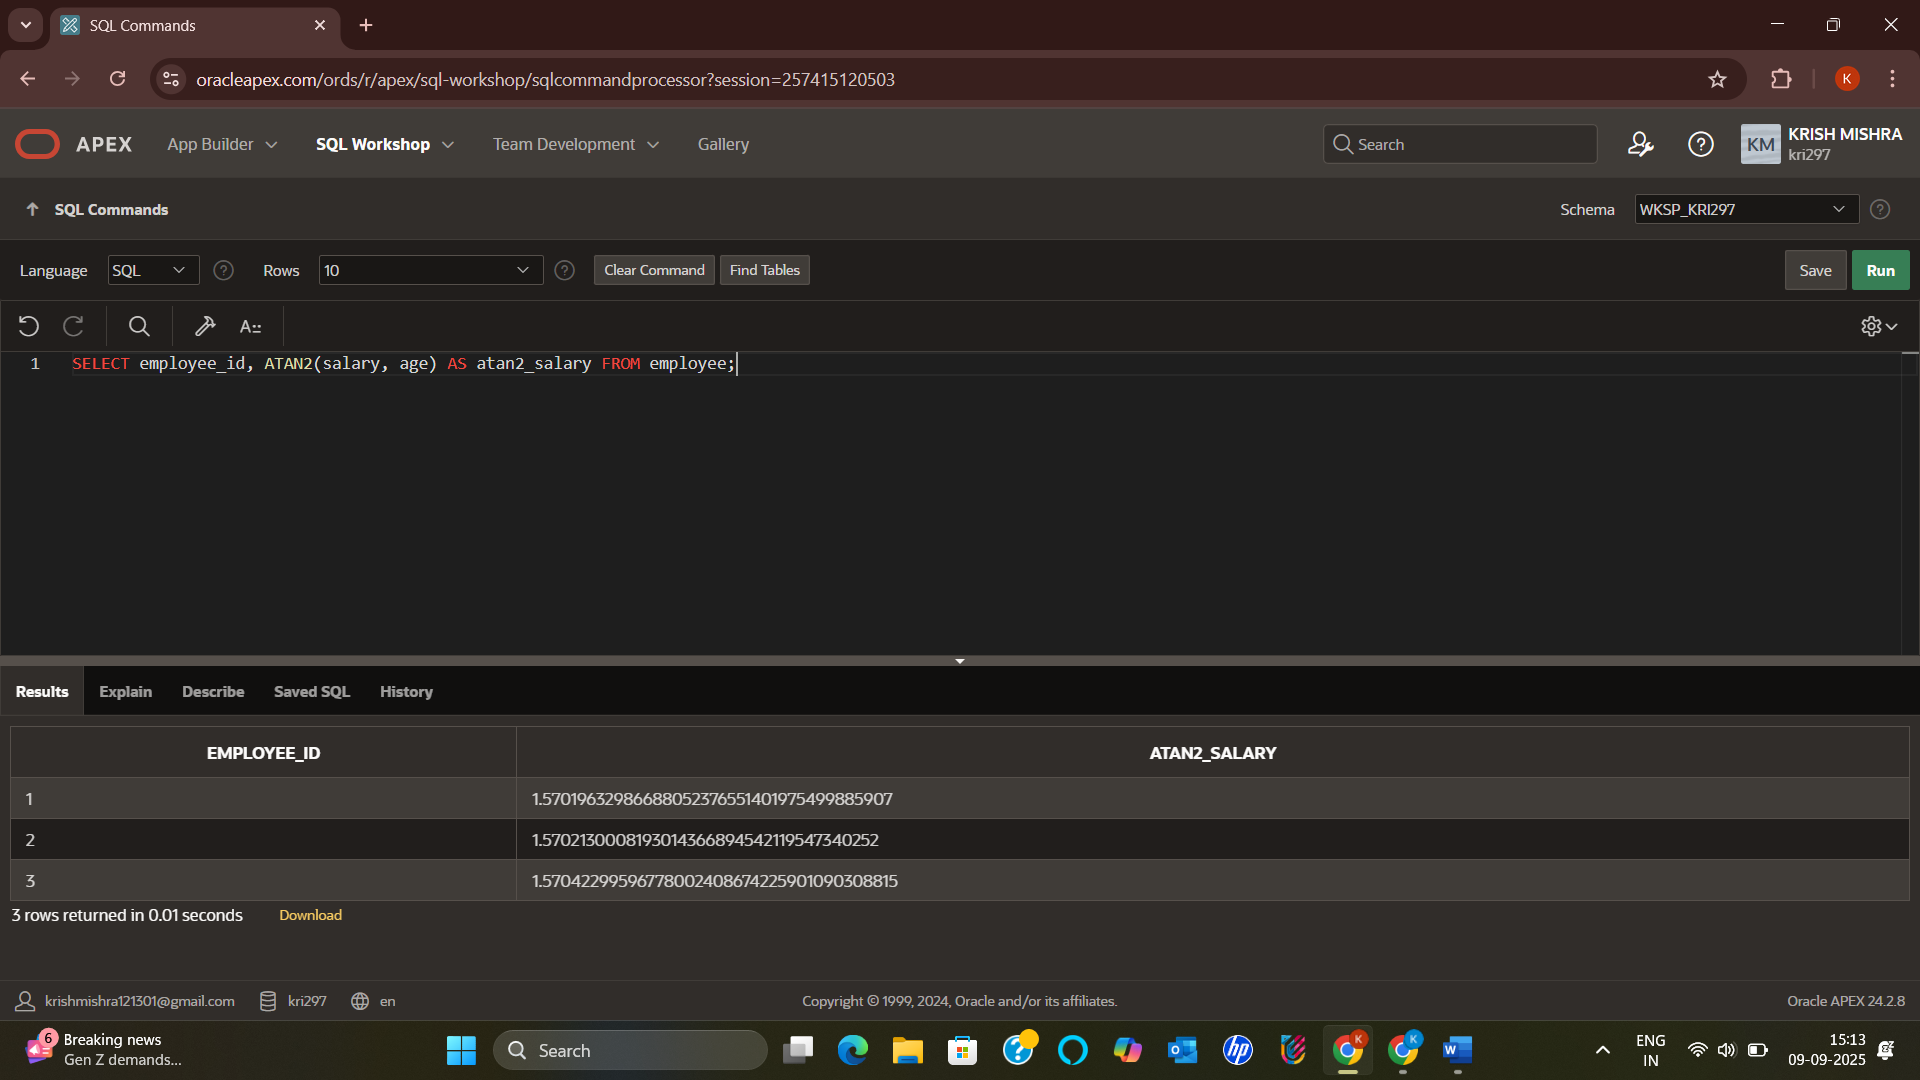 SQL Commands
oracleapex.com/ords/r/apex/sql-workshop/sqlcommandprocessor?session=257415120503
K
APEX App Builder SQL Workshop Team Development Gallery Search KM KRISH MISHRA
kri297
SQL Commands Schema WKSP_KRI297
Language SQL Rows 10 Clear Command Find Tables Save Run
1 SELECT employee_id, ATAN2(salary, age) AS atan2_salary FROM employee;
Results Explain Describe Saved SQL History
EMPLOYEE_ID ATAN2_SALARY
1 1.57019632986688052376551401975499885907
2 1.57021300081930143668945421195473402​52
3 1.57042299596778002408674225901090308815
3 rows returned in 0.01 seconds Download
krishmishra121301@gmail.com kri297 en Copyright © 1999, 2024, Oracle and/or its affiliates. Oracle APEX 24.2.8
6 Breaking news
Gen Z demands...
Search
ENG
IN
15:13
09-09-2025